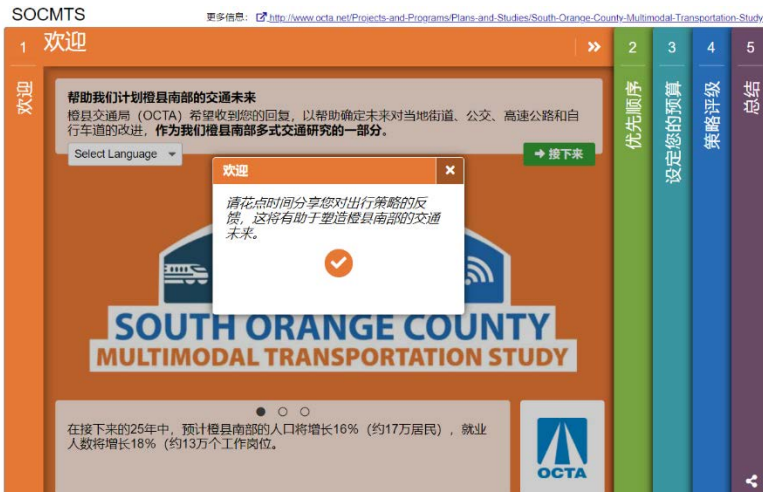 SOCMTS
更多信息: http://www.octa.net/Projects-and-Programs/Plans-and-Studies/South-Orange-County-Multimodal-Transportation-Study
1 欢迎
欢迎
帮助我们计划橙县南部的交通未来
橙县交通局（OCTA）希望收到您的回复，以帮助确定未来对当地街道、公交、高速公路和自
行车道的改进，作为我们橙县南部多式交通研究的一部分。
Select Language
接下来
欢迎
请花点时间分享您对出行策略的反
馈，这将有助于塑造橙县南部的交通
未来。
SOUTH ORANGE COUNTY
MULTIMODAL TRANSPORTATION STUDY
在接下来的25年中，预计橙县南部的人口将增长16%（约17万居民），就业
人数将增长18%（约13万个工作岗位。
OCTA
2
优先顺序
3
设定您的预算
4
策略评级
5
总结